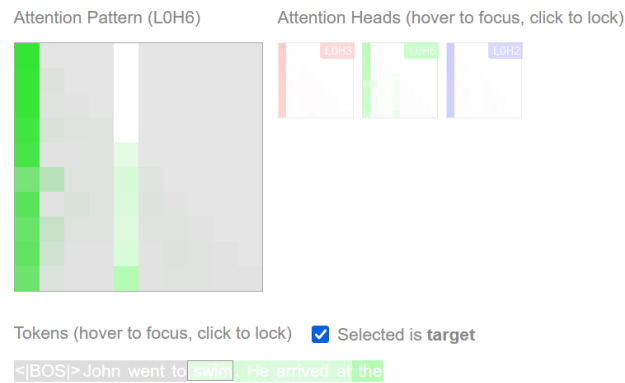 Attention Pattern (L0H6)
Attention Heads (hover to focus, click to lock)
L0H3 L0H6 L0H2
Tokens (hover to focus, click to lock) Selected is target
<|BOS|> John went to swim. He arrived at the